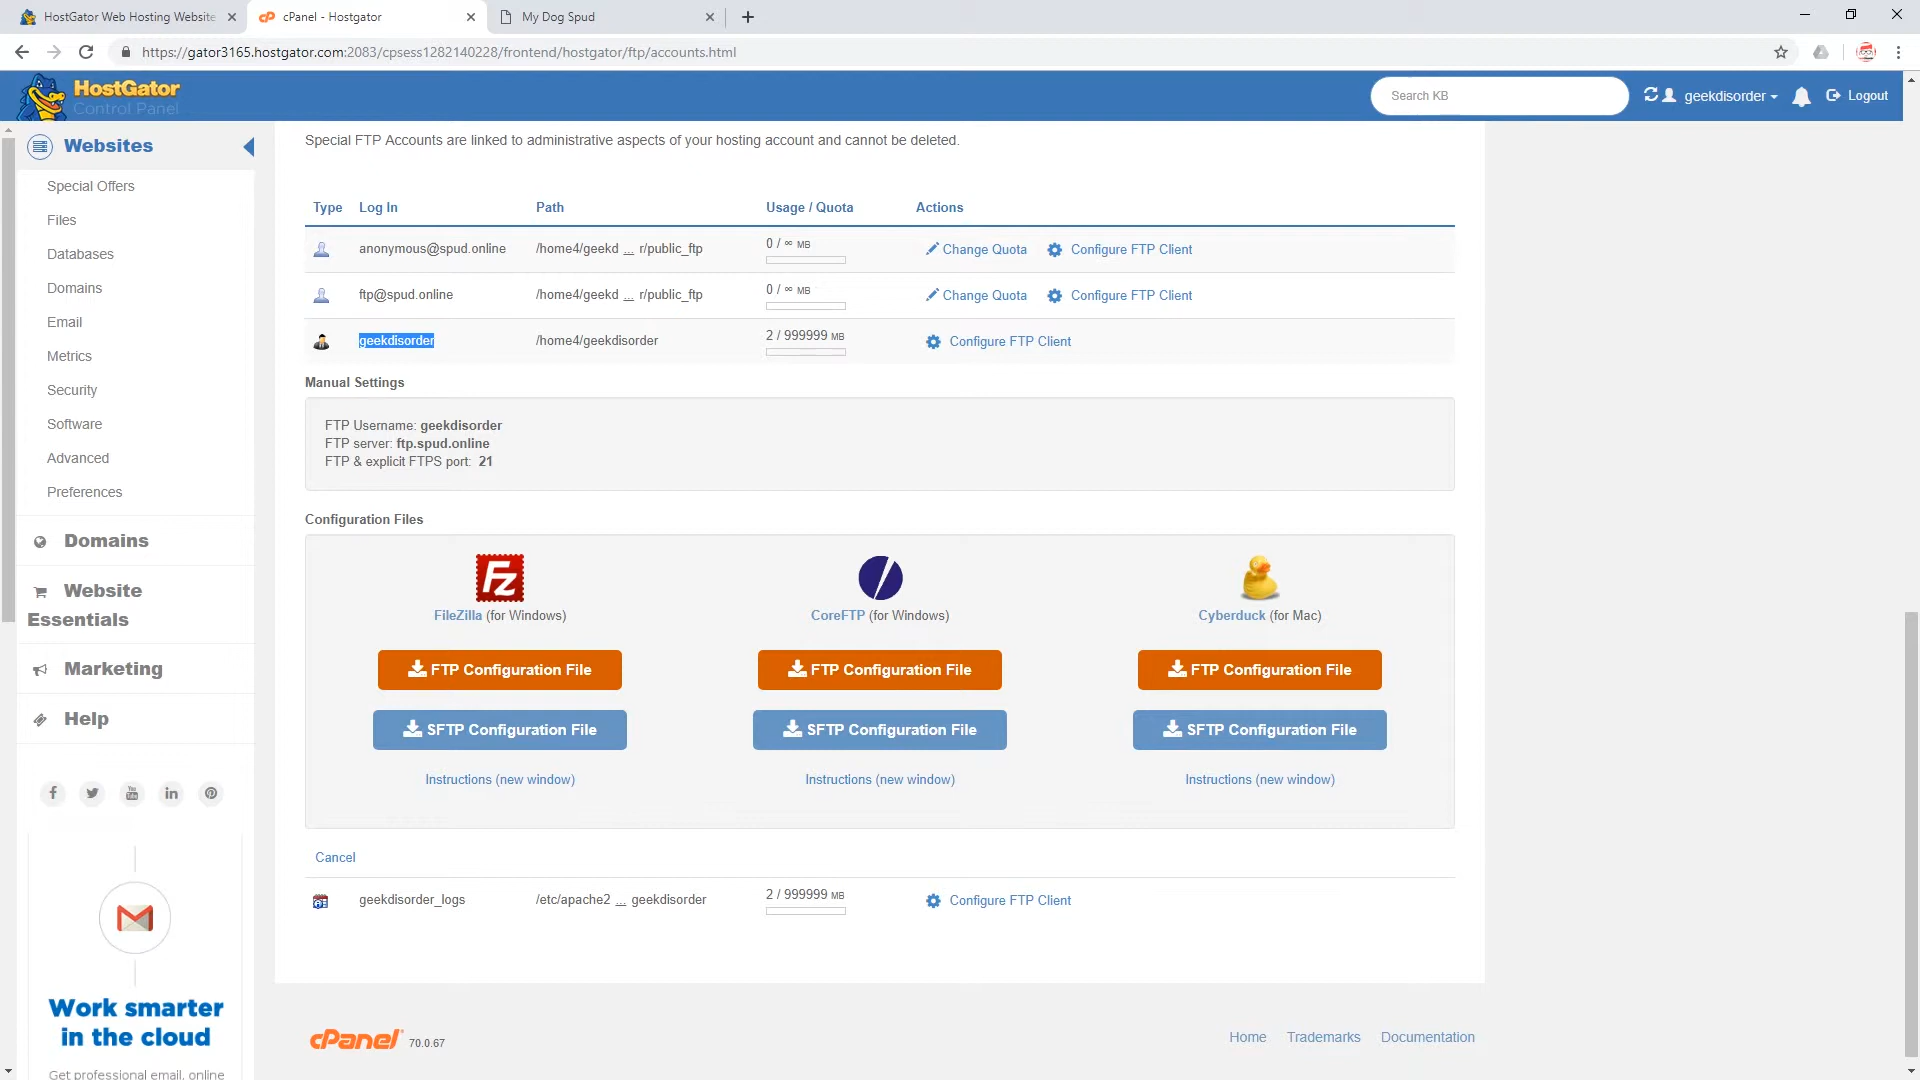 HostGator Web Hosting Website
cPanel - Hostgator
My Dog Spud
https://gator3165.hostgator.com:2083/cpsess1282140228/frontend/hostgator/ftp/accounts.html
HostGator
Control Panel
Search KB
geekdisorder
Logout
Websites
Special Offers
Files
Databases
Domains
Email
Metrics
Security
Software
Advanced
Preferences
Domains
Website
Essentials
Marketing
Help
Work smarter
in the cloud
Get professional email, online
Special FTP Accounts are linked to administrative aspects of your hosting account and cannot be deleted.
Type Log In Path Usage / Quota Actions
anonymous@spud.online /home4/geekd ... r/public_ftp 0 / ∞ MB Change Quota Configure FTP Client
ftp@spud.online /home4/geekd ... r/public_ftp 0 / ∞ MB Change Quota Configure FTP Client
geekdisorder /home4/geekdisorder 2 / 999999 MB Configure FTP Client
Manual Settings
FTP Username: geekdisorder
FTP server: ftp.spud.online
FTP & explicit FTPS port: 21
Configuration Files
Fz
FileZilla (for Windows) CoreFTP (for Windows) Cyberduck (for Mac)
FTP Configuration File FTP Configuration File FTP Configuration File
SFTP Configuration File SFTP Configuration File SFTP Configuration File
Instructions (new window) Instructions (new window) Instructions (new window)
Cancel
geekdisorder_logs /etc/apache2 ... geekdisorder 2 / 999999 MB Configure FTP Client
cPanel 70.0.67
Home Trademarks Documentation